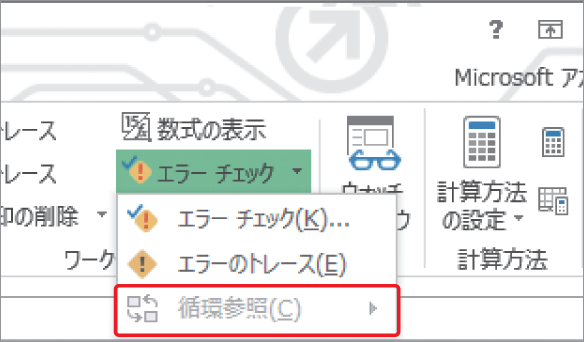 ?
Microsoft アカ
トレース
数式の表示
トレース
エラー チェック
ウォッチ
計算方法
の設定
印の削除
エラー チェック(K)...
ワーク
エラーのトレース(E)
計算方法
循環参照(C)